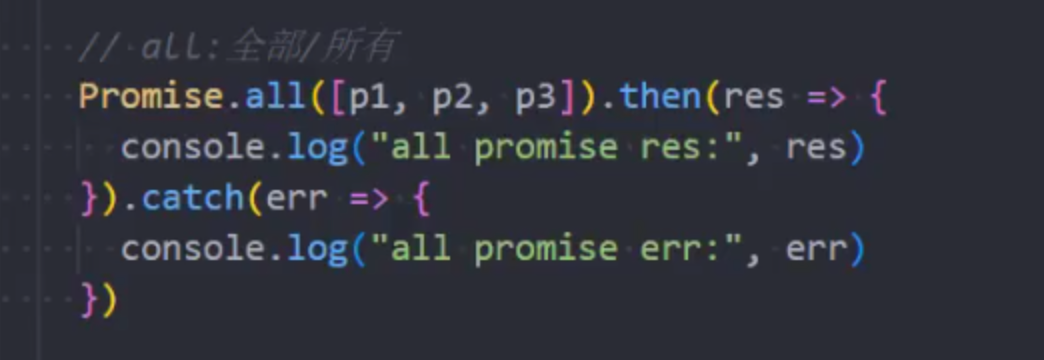 // all:全部/所有
Promise.all([p1, p2, p3]).then(res => {
  console.log("all promise res:", res)
}).catch(err => {
  console.log("all promise err:", err)
})